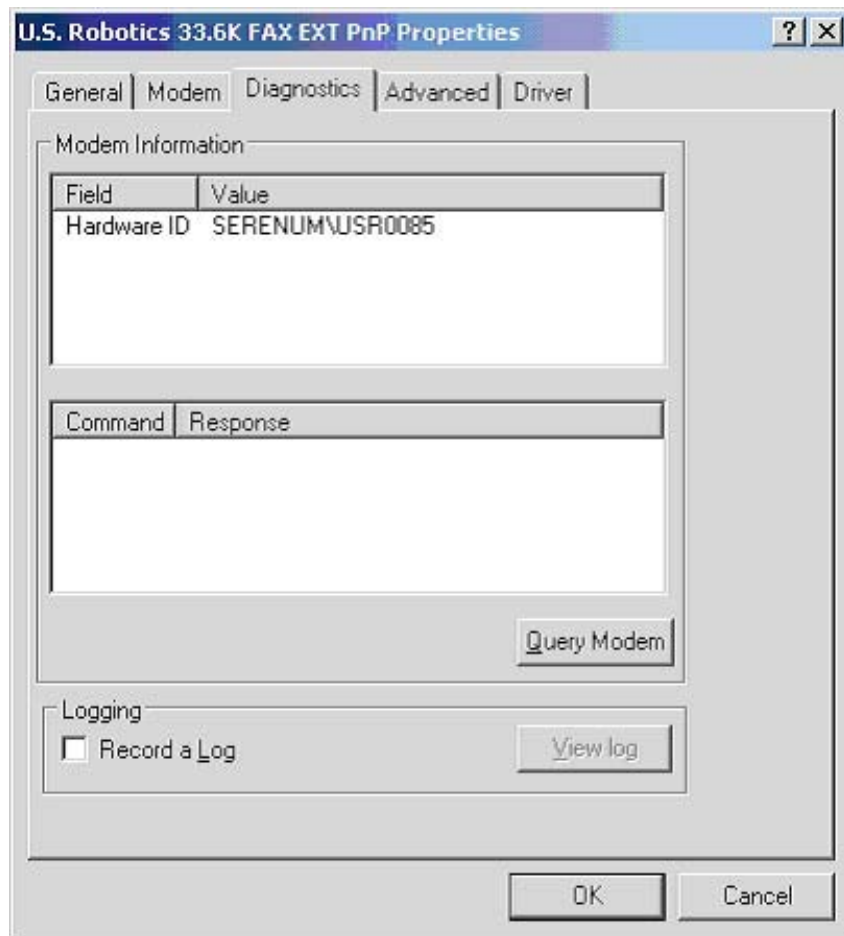 U.S. Robotics 33.6K FAX EXT PnP Properties
General Modem Diagnostics Advanced Driver
Modem Information
Field Value
Hardware ID SERENUM\USR0085
Command Response
Query Modem
Logging
Record a Log View log
OK Cancel